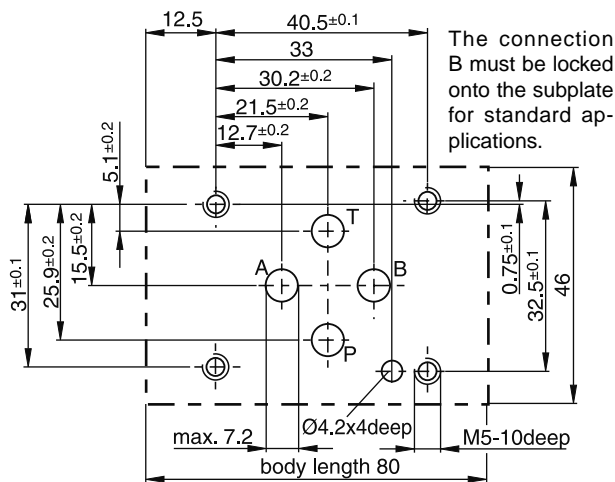 12.5
40.5±0.1
33
30.2±0.2
21.5±0.2
12.7±0.2
The connection
B must be locked
onto the subplate
for standard ap-
plications.
5.1±0.2
T
A
B
P
31±0.1
25.9±0.2
15.5±0.2
0.75±0.1
32.5±0.1
46
Ø4.2x4deep
max. 7.2
M5-10deep
body length 80